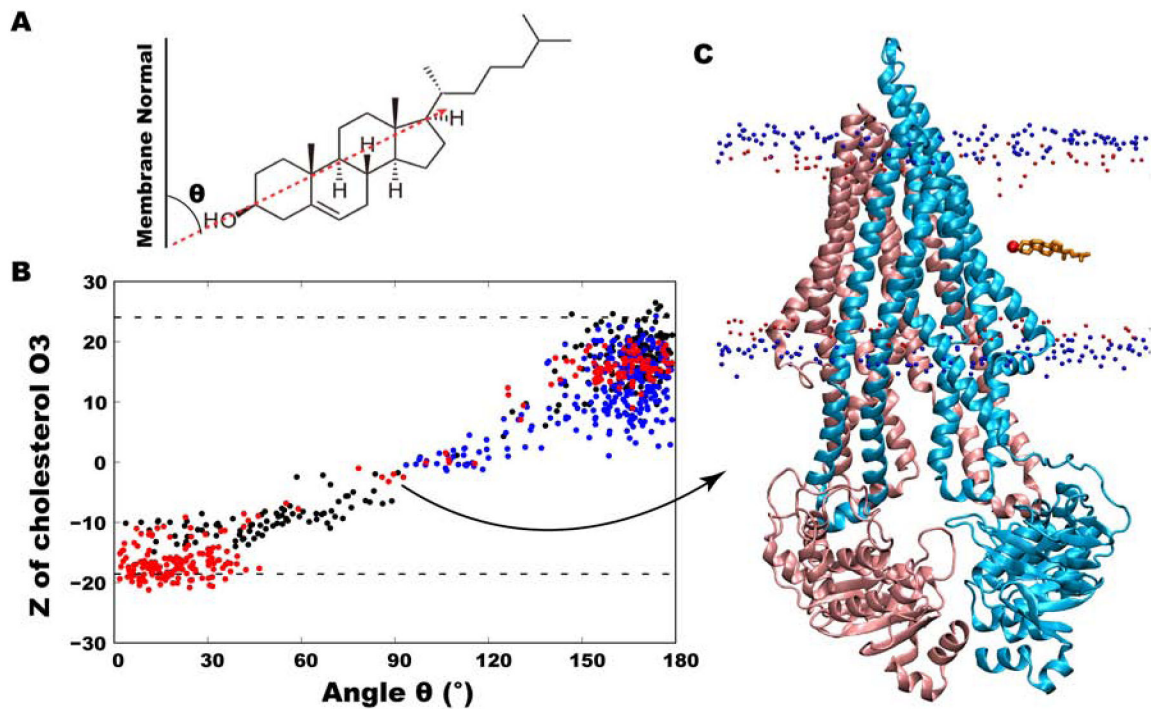 A
Membrane Normal
θ
HO
H
H
H
H
B
Z of cholesterol O3
30
20
10
0
−10
−20
−30
0
30
60
90
120
150
180
Angle θ (°)
C